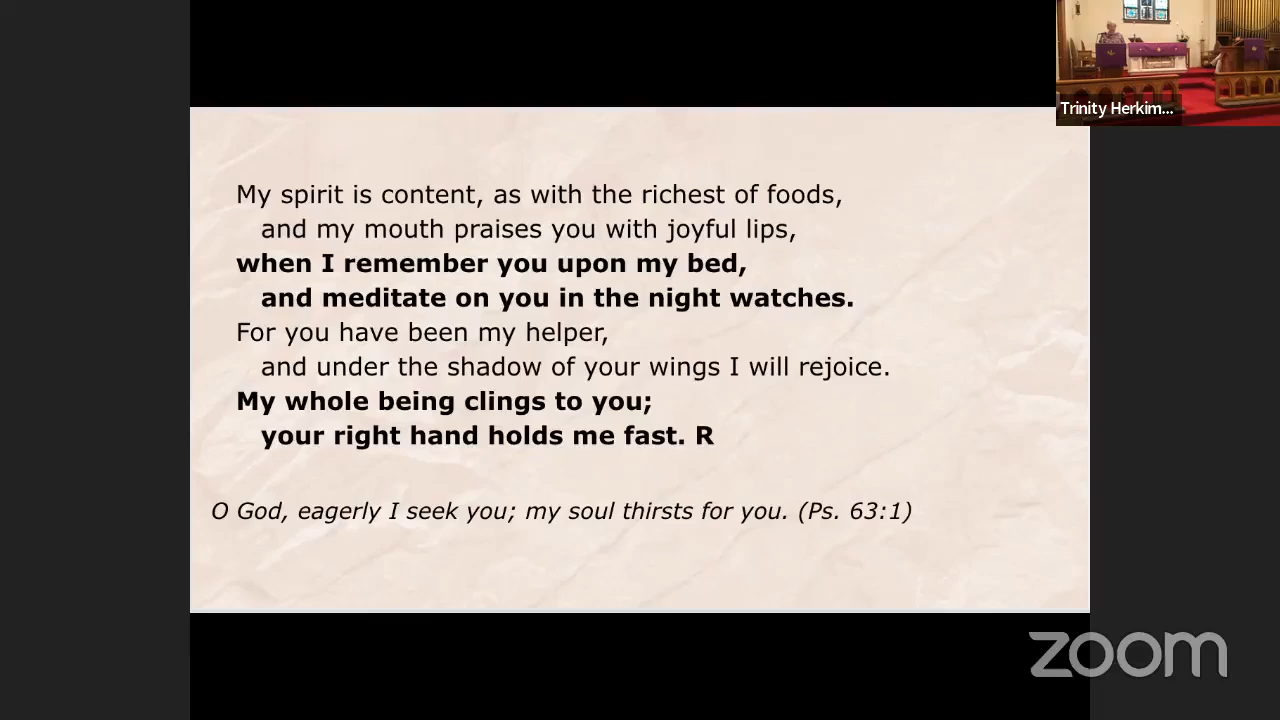 Trinity Herkim...
My spirit is content, as with the richest of foods,
and my mouth praises you with joyful lips,
when I remember you upon my bed,
and meditate on you in the night watches.
For you have been my helper,
and under the shadow of your wings I will rejoice.
My whole being clings to you;
your right hand holds me fast. R
O God, eagerly I seek you; my soul thirsts for you. (Ps. 63:1)
zoom